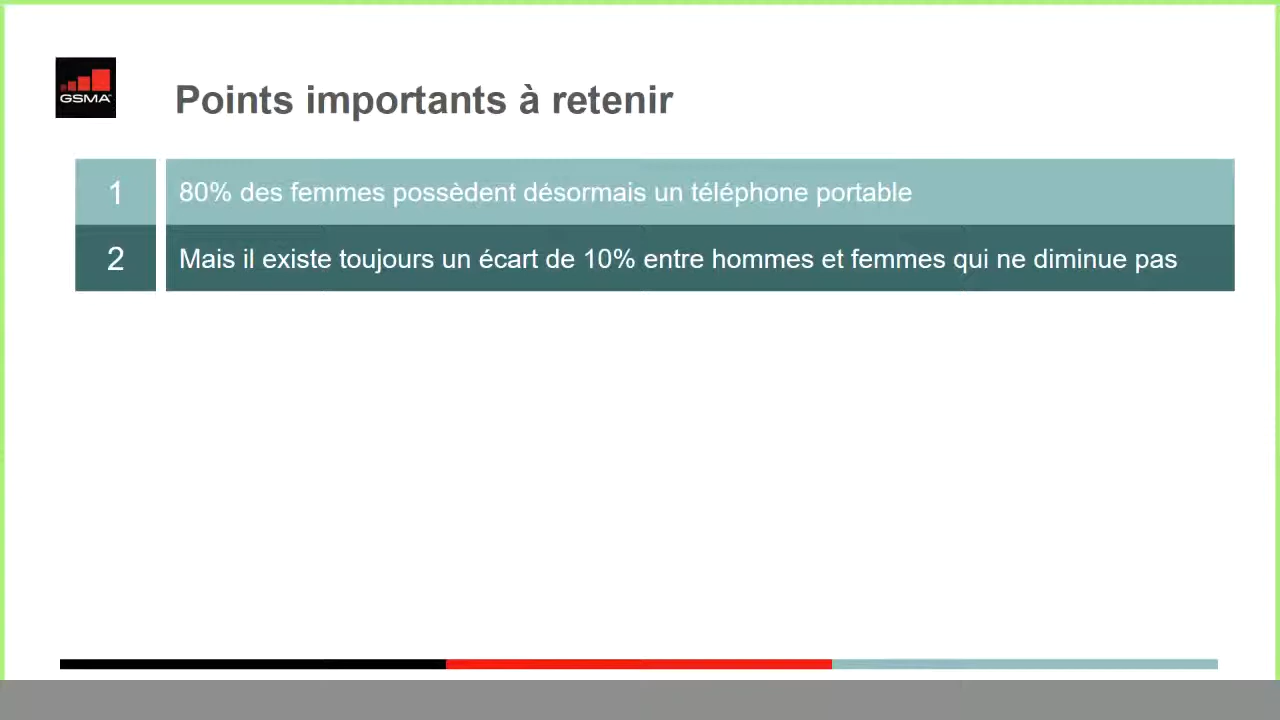 GSMA
Points importants à retenir
1
80% des femmes possèdent désormais un téléphone portable
2
Mais il existe toujours un écart de 10% entre hommes et femmes qui ne diminue pas